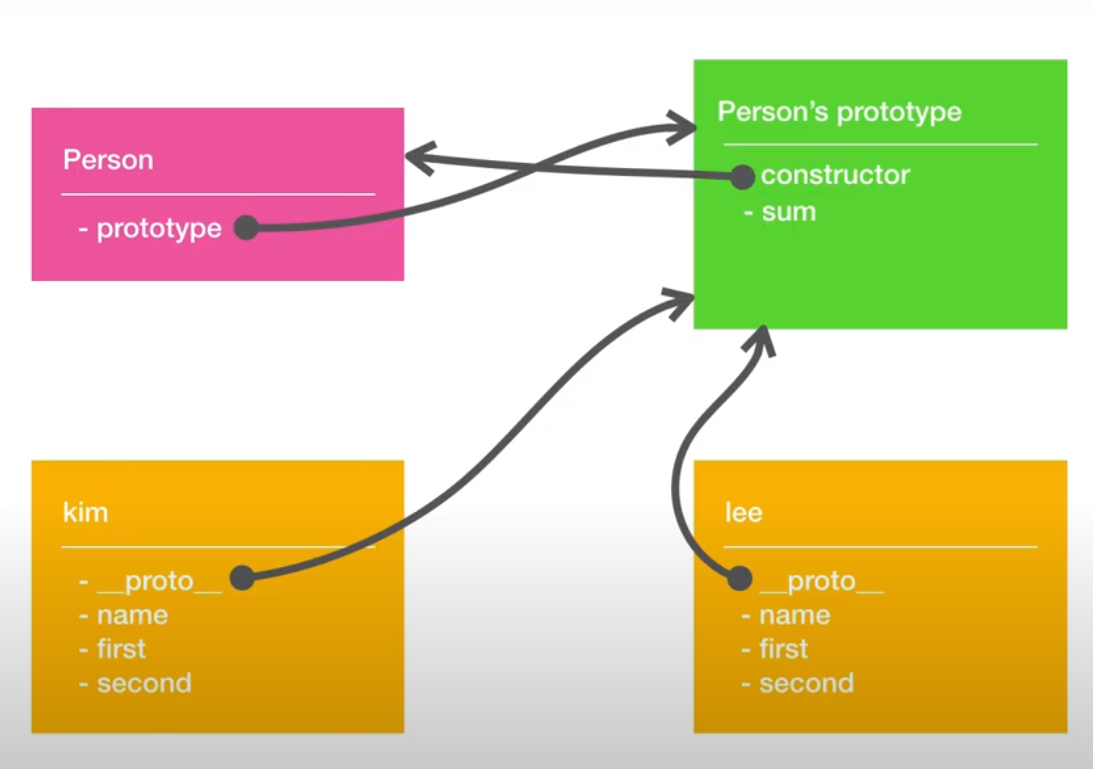 Person
- prototype
Person's prototype
constructor
- sum
kim
- __proto__
- name
- first
- second
lee
__proto__
- name
- first
- second